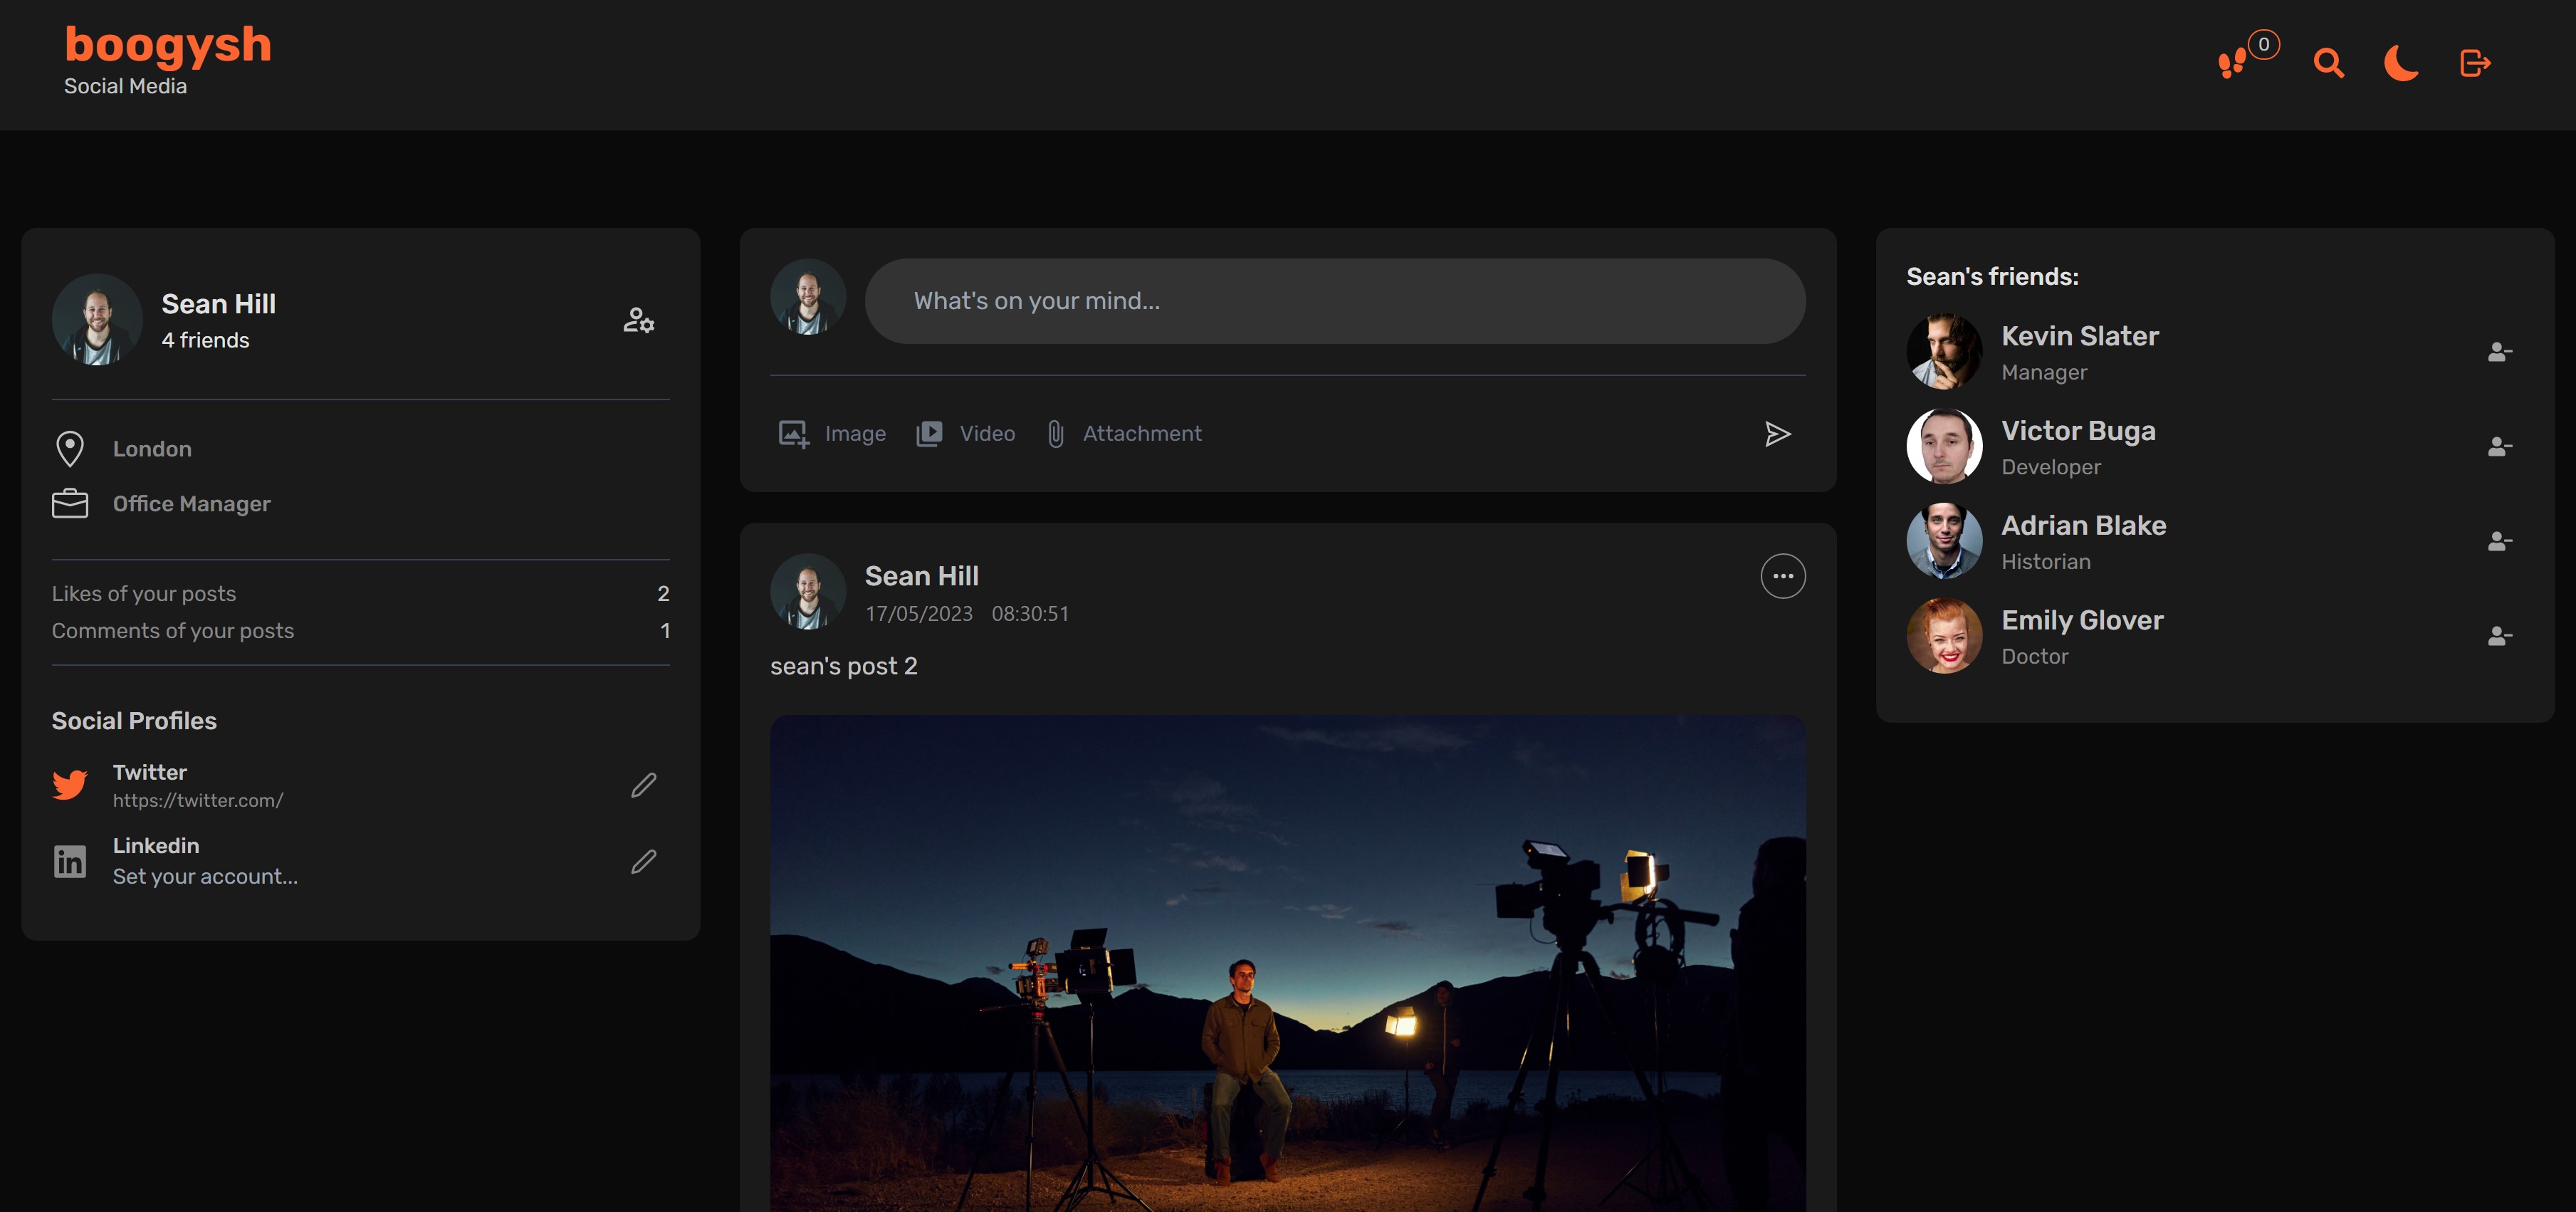 boogysh
Social Media
0
Sean Hill
4 friends
London
Office Manager
Likes of your posts 2
Comments of your posts 1
Social Profiles
Twitter
https://twitter.com/
Linkedin
Set your account...
What's on your mind...
Image Video Attachment
Sean Hill
17/05/2023 08:30:51
sean's post 2
Sean's friends:
Kevin Slater
Manager
Victor Buga
Developer
Adrian Blake
Historian
Emily Glover
Doctor